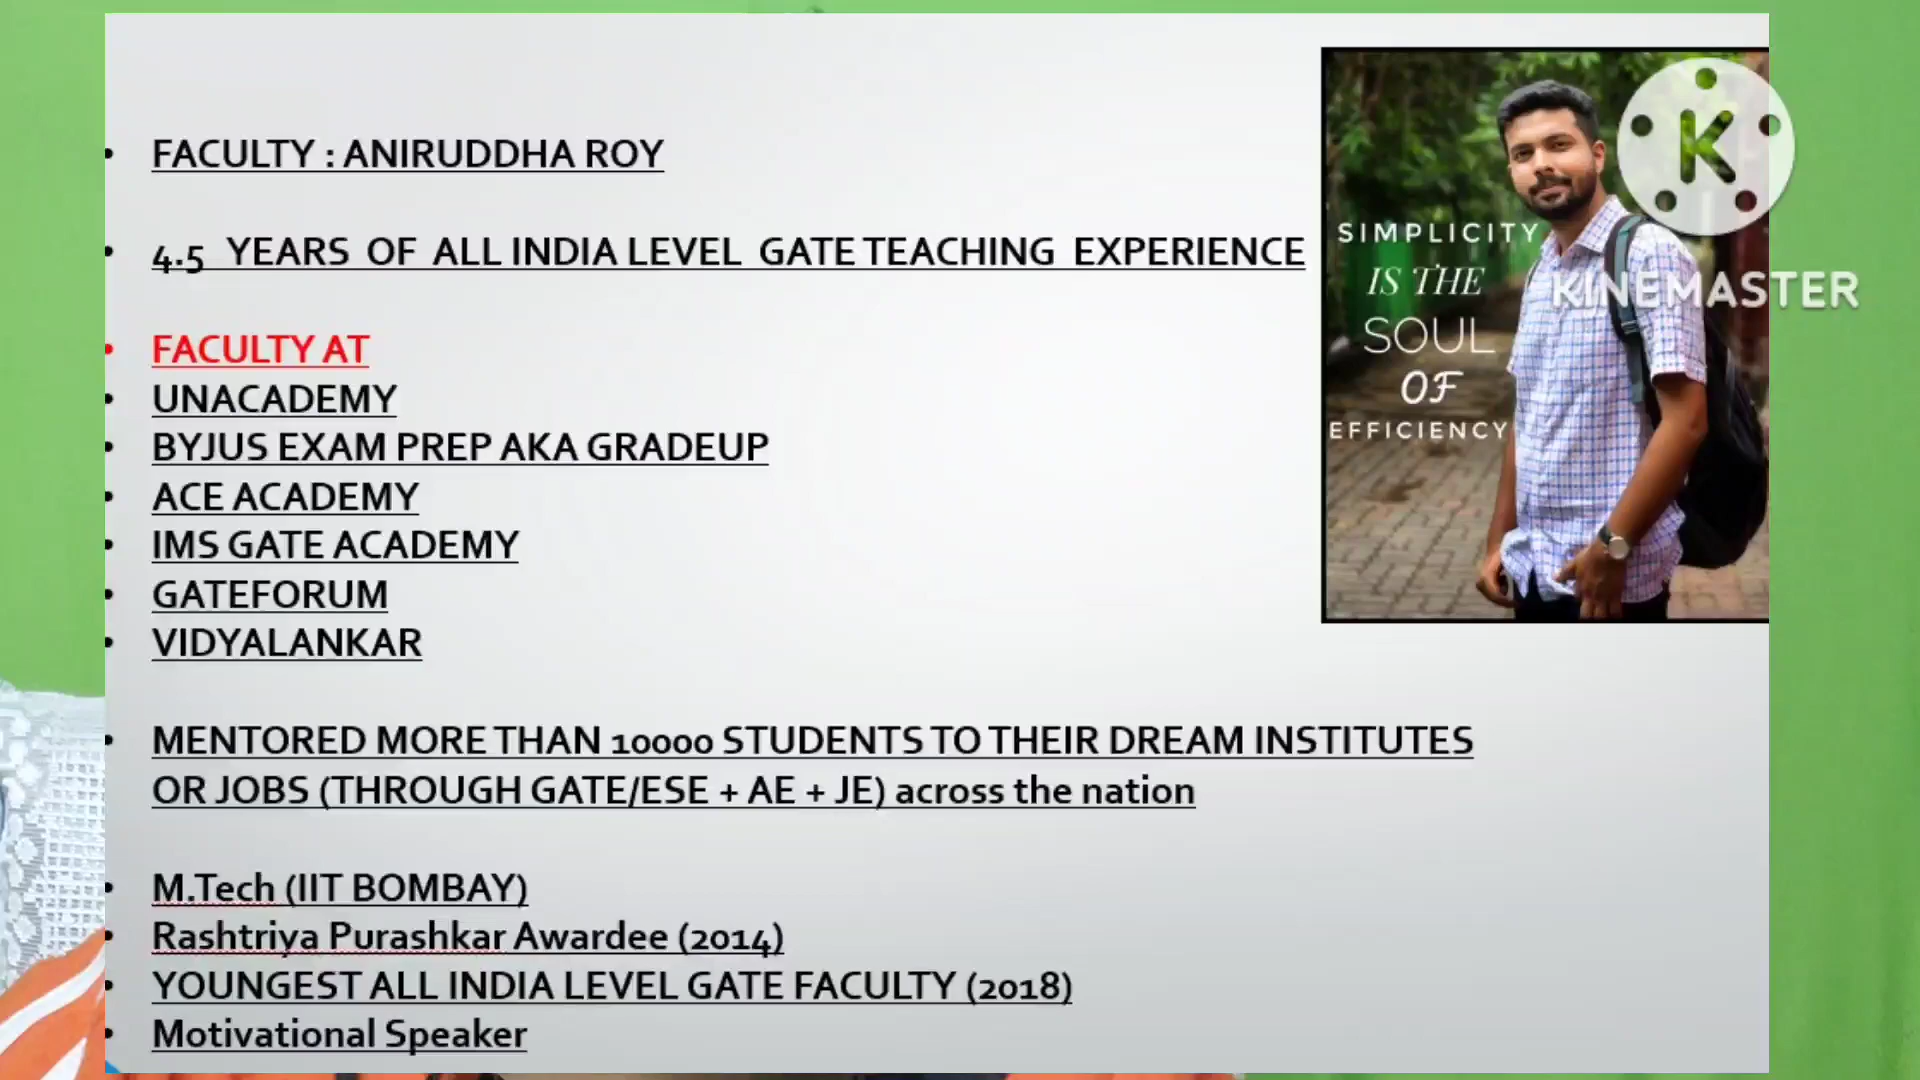 FACULTY : ANIRUDDHA ROY
4.5 YEARS OF ALL INDIA LEVEL GATE TEACHING EXPERIENCE
FACULTY AT
UNACADEMY
BYJUS EXAM PREP AKA GRADEUP
ACE ACADEMY
IMS GATE ACADEMY
GATEFORUM
VIDYALANKAR
MENTORED MORE THAN 10000 STUDENTS TO THEIR DREAM INSTITUTES
OR JOBS (THROUGH GATE/ESE + AE + JE) across the nation
M.Tech (IIT BOMBAY)
Rashtriya Purashkar Awardee (2014)
YOUNGEST ALL INDIA LEVEL GATE FACULTY (2018)
Motivational Speaker
SIMPLICITY
IS THE
SOUL
OF
EFFICIENCY
K
KINEMASTER